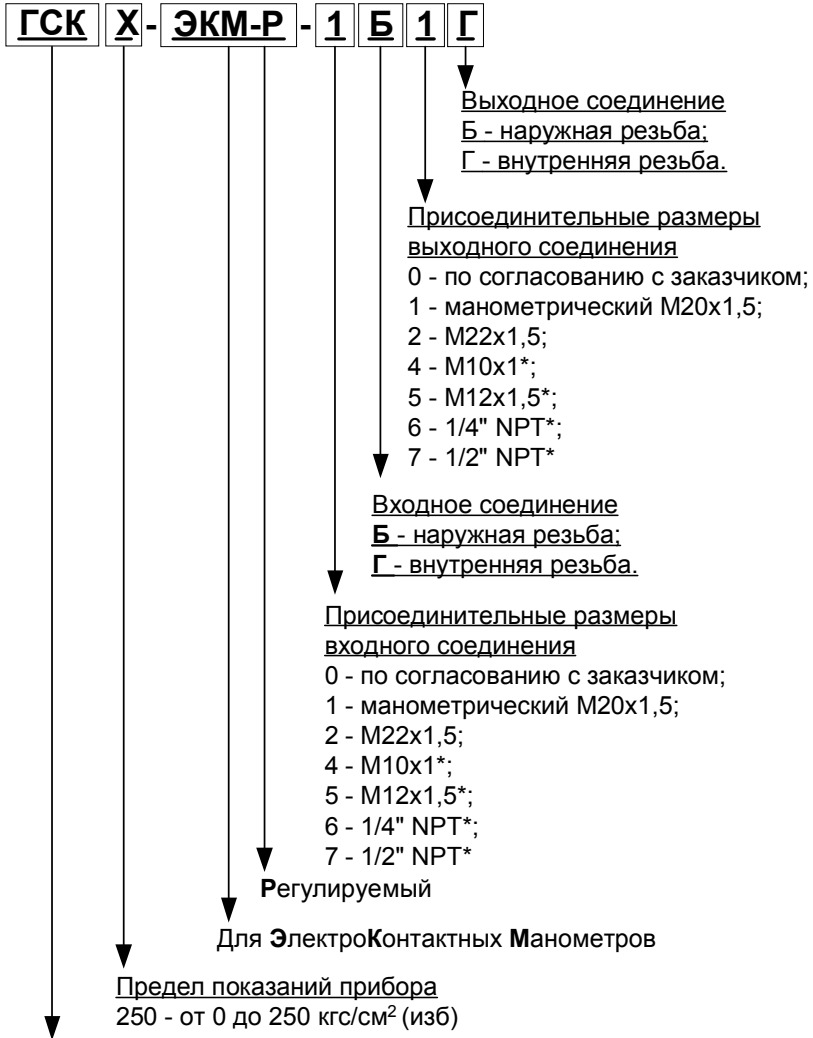 ГСК Х - ЭКМ-Р - 1 Б 1 Г
Выходное соединение
Б - наружная резьба;
Г - внутренняя резьба.
Присоединительные размеры
выходного соединения
0 - по согласованию с заказчиком;
1 - манометрический М20х1,5;
2 - М22х1,5;
4 - М10х1*;
5 - М12х1,5*;
6 - 1/4" NPT*;
7 - 1/2" NPT*
Входное соединение
Б - наружная резьба;
Г - внутренняя резьба.
Присоединительные размеры
входного соединения
0 - по согласованию с заказчиком;
1 - манометрический М20х1,5;
2 - М22х1,5;
4 - М10х1*;
5 - М12х1,5*;
6 - 1/4" NPT*;
7 - 1/2" NPT*
Регулируемый
Для ЭлектроКонтактных Манометров
Предел показаний прибора
250 - от 0 до 250 кгс/см² (изб)